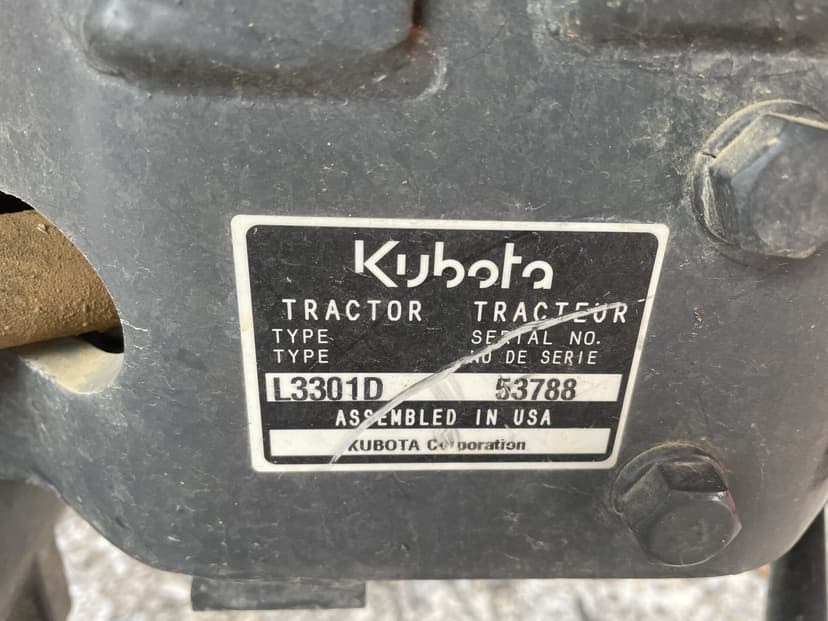 Kubota
TRACTOR TRACTEUR
TYPE SERIAL NO.
TYPE NO DE SERIE
L3301D 53788
ASSEMBLED IN USA
KUBOTA Corporation